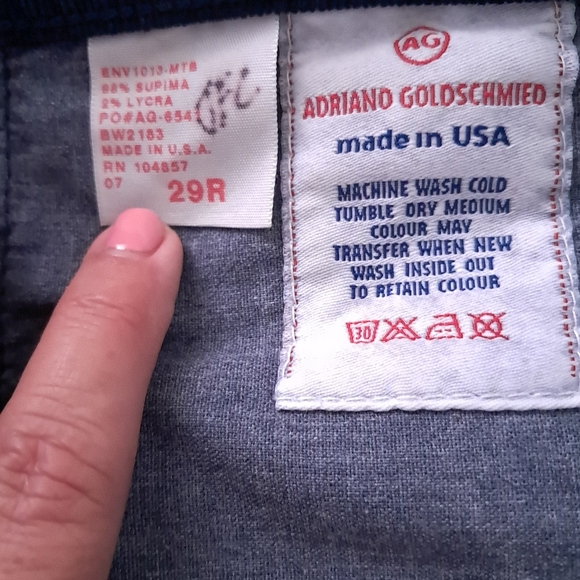 ENV1013-MTB
98% SUPIMA
2% LYCRA
PO#AQ-6541
BW2183
MADE IN U.S.A.
RN 104857
07
29R
AG
ADRIANO GOLDSCHMIED
made in USA
MACHINE WASH COLD
TUMBLE DRY MEDIUM
COLOUR MAY
TRANSFER WHEN NEW
WASH INSIDE OUT
TO RETAIN COLOUR
30